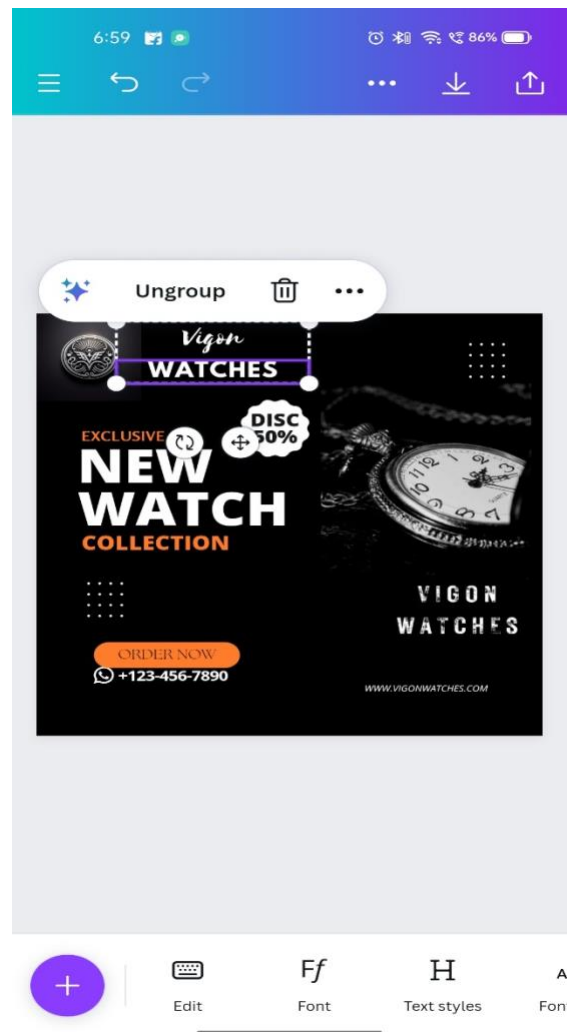 6:59
86%
Ungroup
Vigon
WATCHES
DISC
50%
EXCLUSIVE
NEW
WATCH
COLLECTION
VIGON
WATCHES
ORDER NOW
+123-456-7890
WWW.VIGONWATCHES.COM
Edit
Font
Text styles
Fon